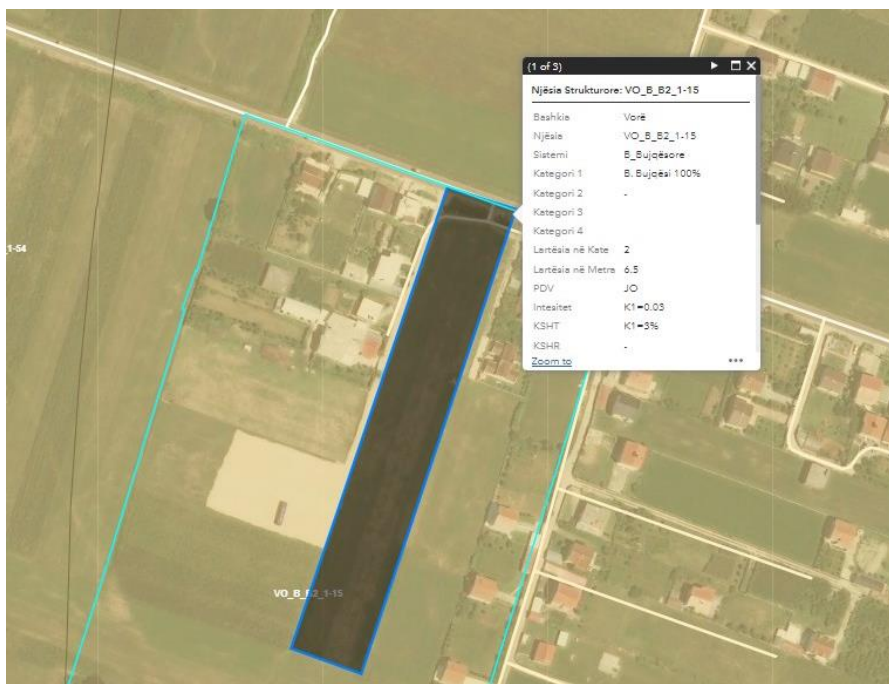 (1 of 3)
Njësia Strukturore: VO_B_B2_1-15
Bashkia Vorë
Njësia VO_B_B2_1-15
Sistemi B_Bujqësore
Kategori 1 B. Bujqësi 100%
Kategori 2 -
Kategori 3
Kategori 4
Lartësia në Kate 2
Lartësia në Metra 6.5
PDV JO
Intesitet K1=0.03
KSHT K1=3%
KSHR -
Zoom to
1-54
VO_B_B2_1-15